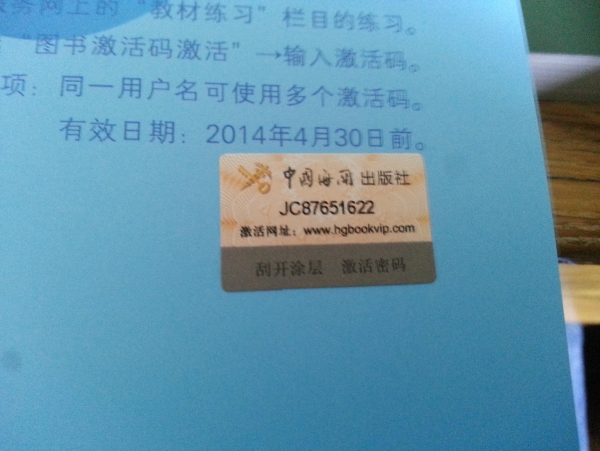 务网上的“教材练习”栏目的练习。
“图书激活码激活”→输入激活码。
项：同一用户名可使用多个激活码。
有效日期：2014年4月30日前。
中国海关出版社
JC87651622
激活网址：www.hgbookvip.com
刮开涂层 激活密码